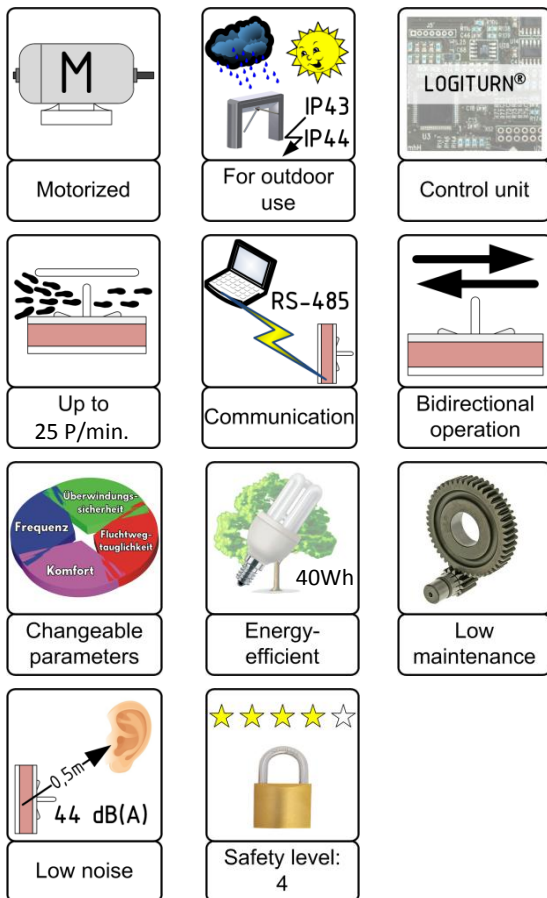 M
Motorized
IP43
IP44
For outdoor
use
LOGITURN®
Control unit
Up to
25 P/min.
RS-485
Communication
Bidirectional
operation
Überwindungs-
sicherheit
Frequenz
Fluchtweg-
tauglichkeit
Komfort
Changeable
parameters
40Wh
Energy-
efficient
Low
maintenance
0,5m
44 dB(A)
Low noise
Safety level:
4